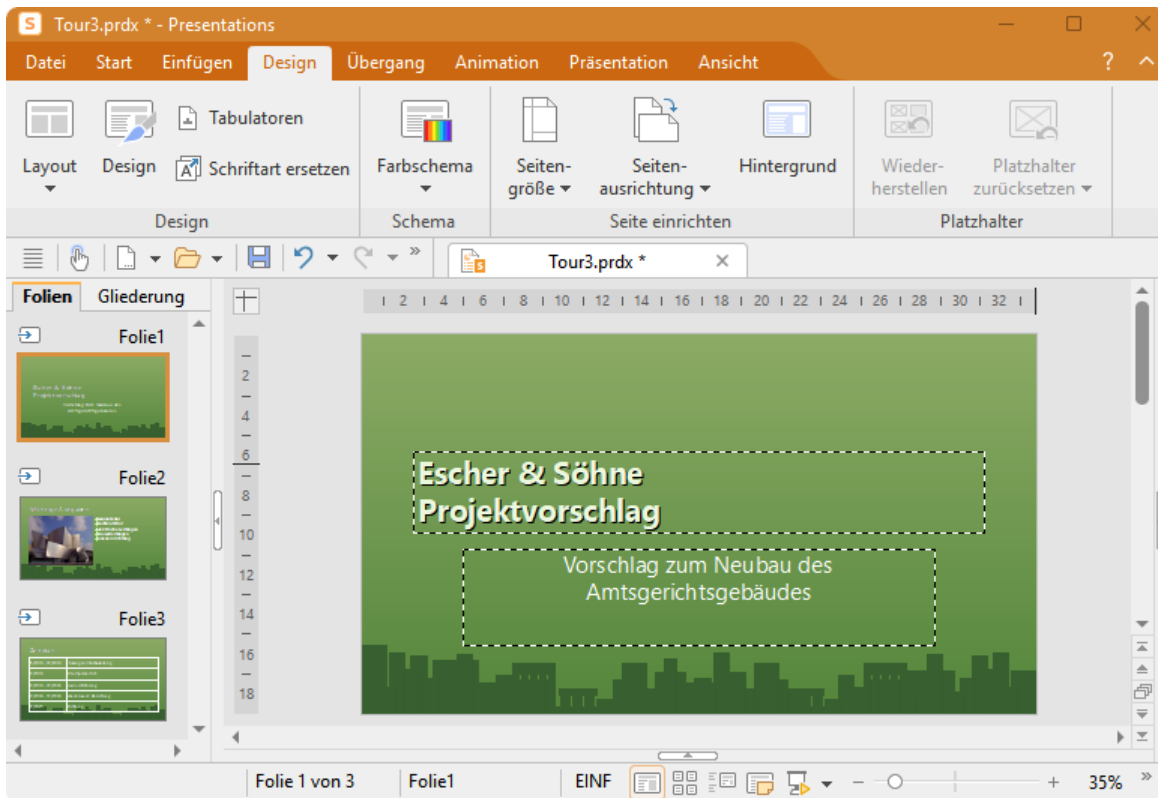 S Tour3.prdx * - Presentations
Datei Start Einfügen Design Übergang Animation Präsentation Ansicht ?
Layout Design Tabulatoren
Schriftart ersetzen
Farbschema
Seiten-
größe
Seiten-
ausrichtung
Hintergrund
Wieder-
herstellen
Platzhalter
zurücksetzen
Design Schema Seite einrichten Platzhalter
Tour3.prdx *
Folien Gliederung
2 4 6 8 10 12 14 16 18 20 22 24 26 28 30 32
Folie1
Folie2
Folie3
2
4
6
8
10
12
14
16
18
Escher & Söhne
Projektvorschlag
Vorschlag zum Neubau des
Amtsgerichtsgebäudes
Folie 1 von 3 Folie1 EINF 35%